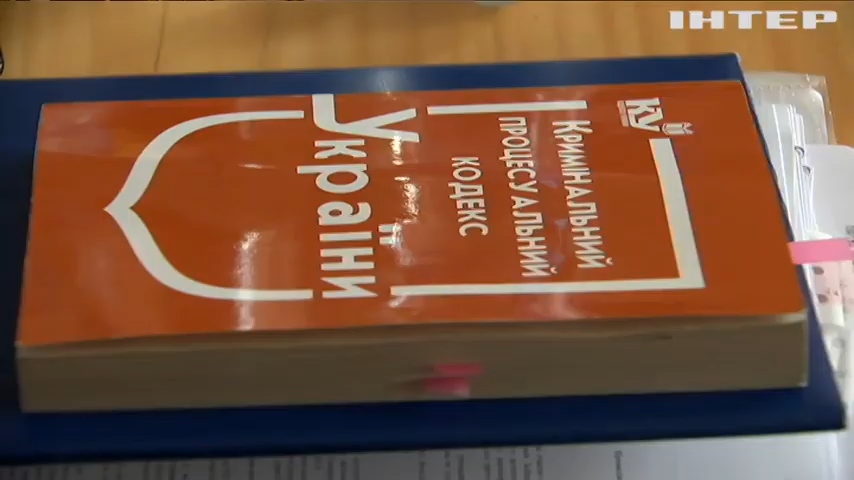 ІНТЕР
КУ
КРИМІНАЛЬНИЙ
ПРОЦЕСУАЛЬНИЙ
КОДЕКС
України